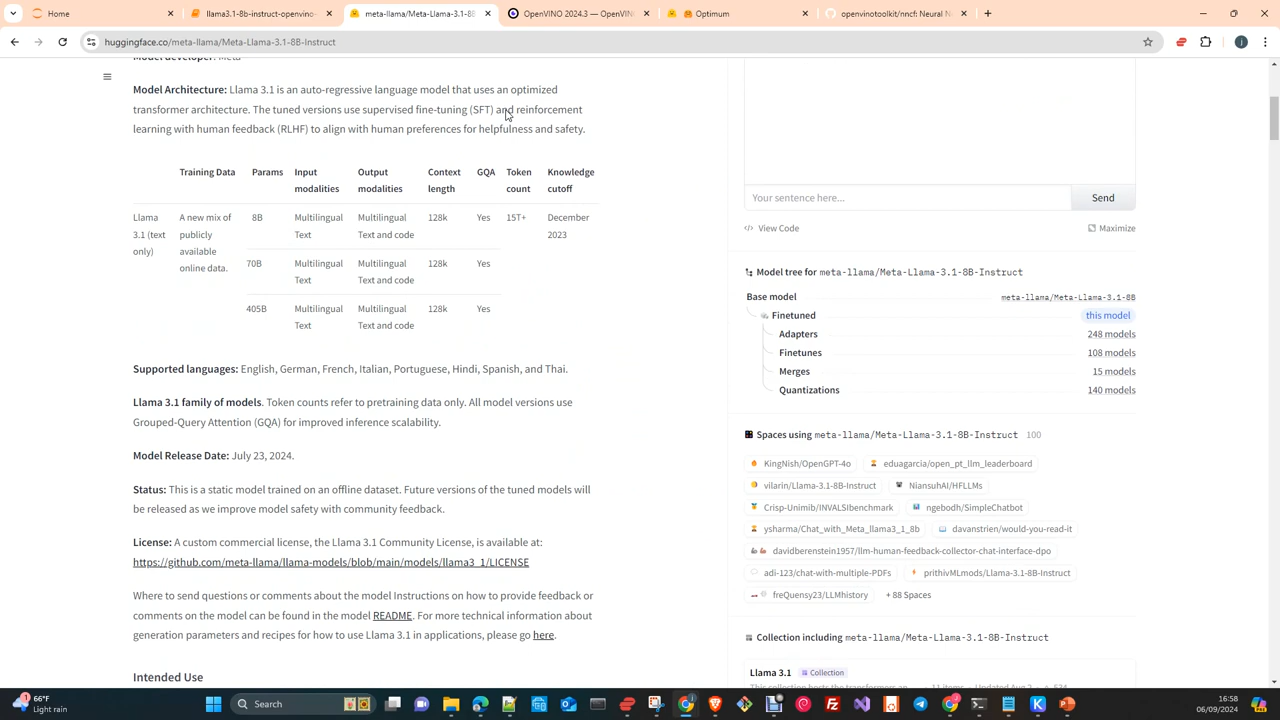 Home
llama3.1-8b-instruct-openvino-
meta-llama/Meta-Llama-3.1-8B-
OpenVINO 2024.3 — OpenVIN
Optimum
openvinotoolkit/nncf: Neural N
huggingface.co/meta-llama/Meta-Llama-3.1-8B-Instruct
Model developer: Meta
Model Architecture: Llama 3.1 is an auto-regressive language model that uses an optimized
transformer architecture. The tuned versions use supervised fine-tuning (SFT) and reinforcement
learning with human feedback (RLHF) to align with human preferences for helpfulness and safety.
Training Data Params Input modalities Output modalities Context length GQA Token count Knowledge cutoff
Llama 3.1 (text only) A new mix of publicly available online data. 8B Multilingual Text Multilingual Text and code 128k Yes 15T+ December 2023
70B Multilingual Text Multilingual Text and code 128k Yes
405B Multilingual Text Multilingual Text and code 128k Yes
Supported languages: English, German, French, Italian, Portuguese, Hindi, Spanish, and Thai.
Llama 3.1 family of models. Token counts refer to pretraining data only. All model versions use
Grouped-Query Attention (GQA) for improved inference scalability.
Model Release Date: July 23, 2024.
Status: This is a static model trained on an offline dataset. Future versions of the tuned models will
be released as we improve model safety with community feedback.
License: A custom commercial license, the Llama 3.1 Community License, is available at:
https://github.com/meta-llama/llama-models/blob/main/models/llama3_1/LICENSE
Where to send questions or comments about the model Instructions on how to provide feedback or
comments on the model can be found in the model README. For more technical information about
generation parameters and recipes for how to use Llama 3.1 in applications, please go here.
Intended Use
Your sentence here...
Send
View Code
Maximize
Model tree for meta-llama/Meta-Llama-3.1-8B-Instruct
Base model meta-llama/Meta-Llama-3.1-8B
Finetuned this model
Adapters 248 models
Finetunes 108 models
Merges 15 models
Quantizations 140 models
Spaces using meta-llama/Meta-Llama-3.1-8B-Instruct 100
KingNish/OpenGPT-4o eduagarcia/open_pt_llm_leaderboard
vilarin/Llama-3.1-8B-Instruct NiansuhAI/HFLLMs
Crisp-Unimib/INVALSIbenchmark ngebodh/SimpleChatbot
ysharma/Chat_with_Meta_llama3_1_8b davanstrien/would-you-read-it
davidberenstein1957/llm-human-feedback-collector-chat-interface-dpo
adi-123/chat-with-multiple-PDFs prithivMLmods/Llama-3.1-8B-Instruct
freQuensy23/LLMhistory + 88 Spaces
Collection including meta-llama/Meta-Llama-3.1-8B-Instruct
Llama 3.1 Collection
66°F
Light rain
Search
16:58
06/09/2024